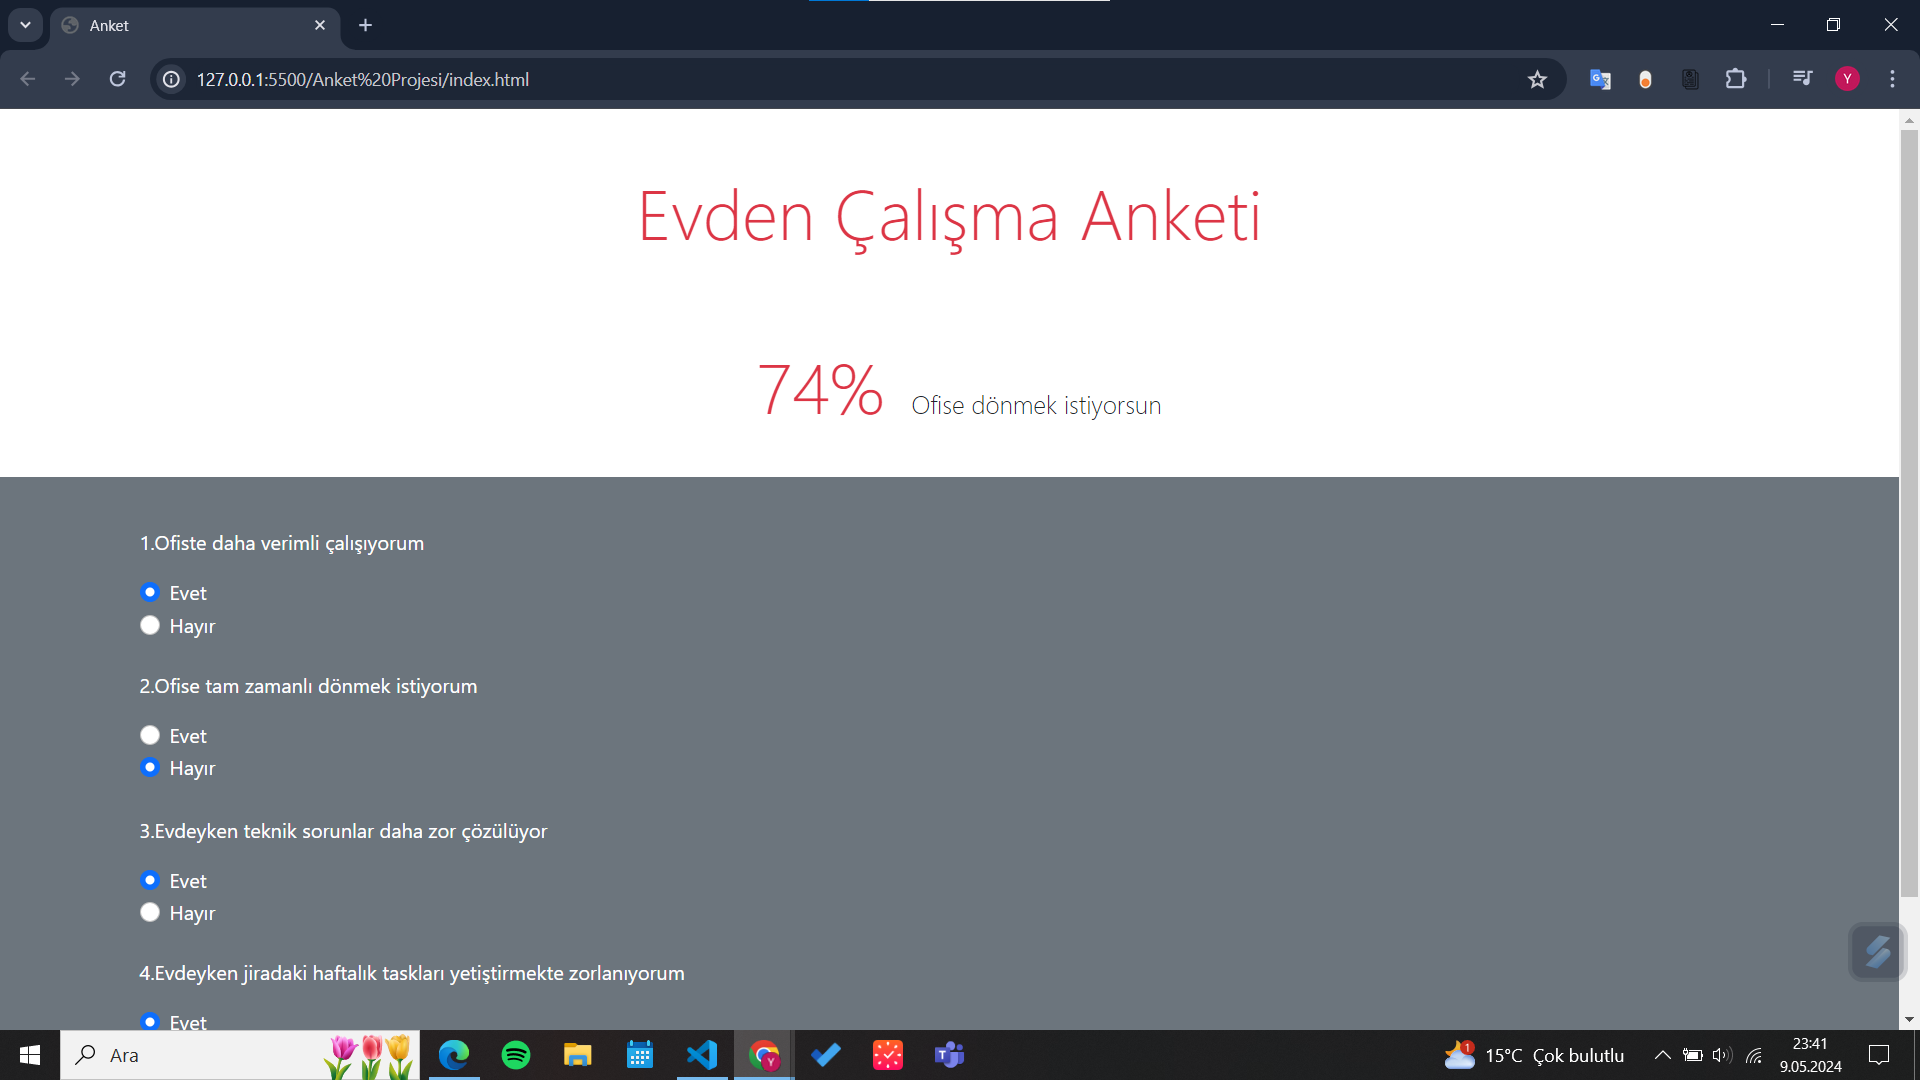 Anket
127.0.0.1:5500/Anket%20Projesi/index.html
Y
Evden Çalışma Anketi
74% Ofise dönmek istiyorsun
1.Ofiste daha verimli çalışıyorum
Evet
Hayır
2.Ofise tam zamanlı dönmek istiyorum
Evet
Hayır
3.Evdeyken teknik sorunlar daha zor çözülüyor
Evet
Hayır
4.Evdeyken jiradaki haftalık taskları yetiştirmekte zorlanıyorum
Evet
Ara
1
15°C Çok bulutlu
23:41
9.05.2024